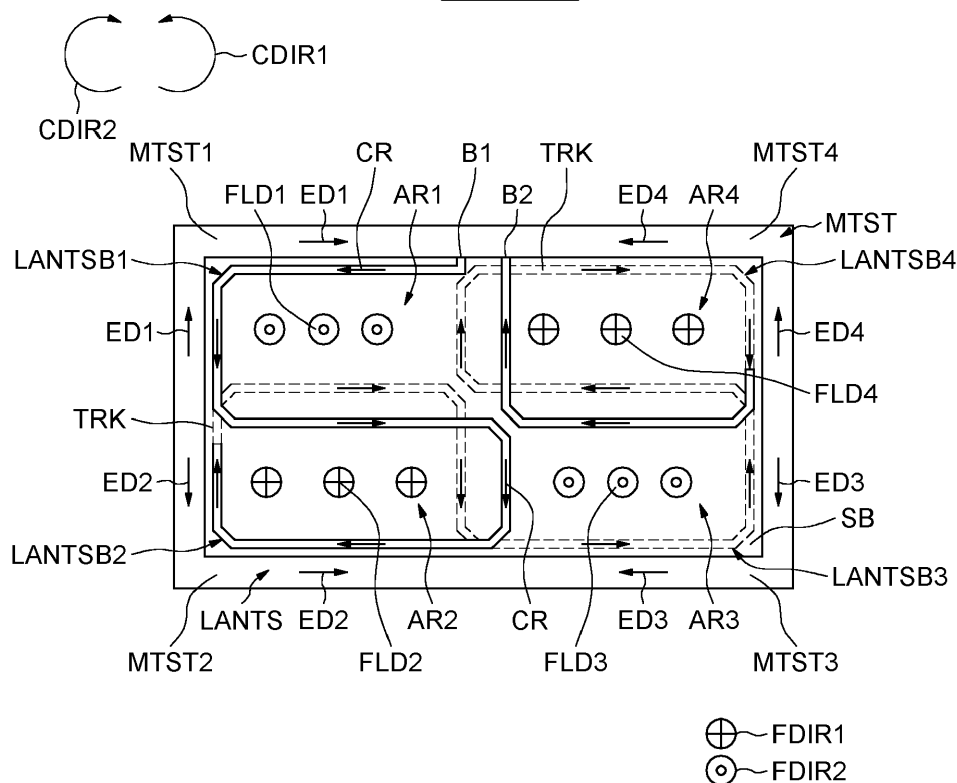 CDIR1
CDIR2
MTST1 CR B1 TRK MTST4
FLD1 ED1 AR1 B2 ED4 AR4
MTST
LANTSB1 LANTSB4
ED1 ED4
FLD4
TRK
ED2 ED3
SB
LANTSB2 LANTSB3
LANTS ED2 AR2 CR ED3 AR3
MTST2 FLD2 FLD3 MTST3
FDIR1
FDIR2